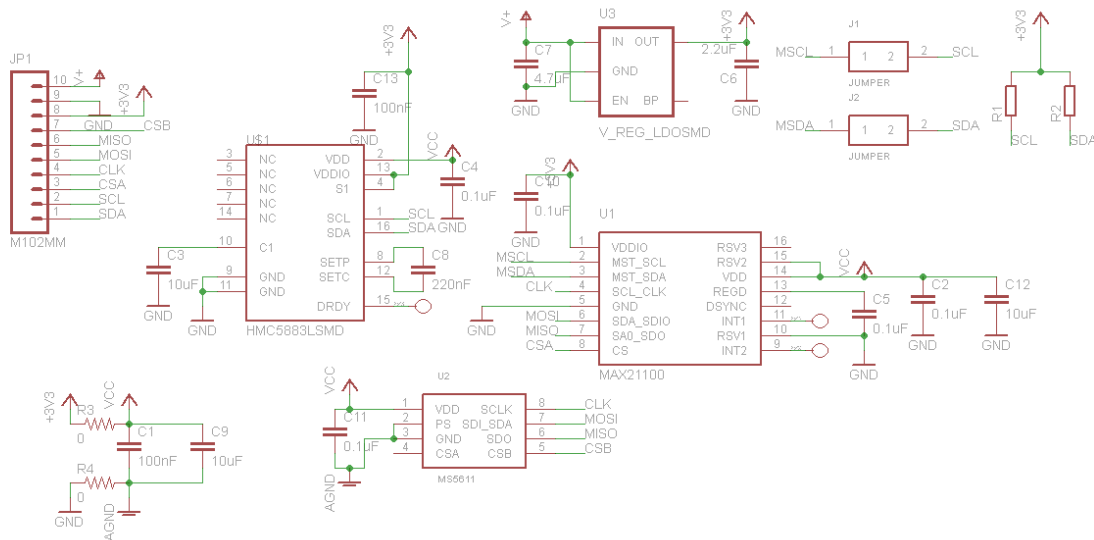 JP1
10
9
8
7
6
5
4
3
2
1
V+
GND
+3V3
CSB
MISO
MOSI
CLK
CSA
SCL
SDA
M102MM
U$1
3 NC
5 NC
6 NC
7 NC
14 NC
10 C1
9 GND
11 GND
VDD 2
VDDIO 13
S1 4
SCL 1 SCL
SDA 16 SDA
SETP 8
SETC 12
DRDY 15
HMC5883LSMD
C3
10uF
GND
GND
+3V3
C13
100nF
GND
VCC
C4
0.1uF
GND
C8
220nF
V+
C7
4.7uF
GND
U3
IN OUT
GND
EN BP
V_REG_LDOSMD
+3V3
2.2uF
C6
GND
J1
MSCL 1 2 SCL
JUMPER
J2
MSDA 1 2 SDA
JUMPER
+3V3
R1
R2
SCL
SDA
+3V3
C10
0.1uF
GND
U1
1 VDDIO
MSCL 2 MST_SCL
MSDA 3 MST_SDA
CLK 4 SCL_CLK
5 GND
MOSI 6 SDA_SDIO
MISO 7 SA0_SDO
CSA 8 CS
GND
RSV3 16
RSV2 15
VDD 14
REGD 13
DSYNC 12
INT1 11
RSV1 10
INT2 9
MAX21100
VCC
C5
0.1uF
GND
C2
0.1uF
GND
C12
10uF
GND
+3V3
R3
0
VCC
C1
100nF
C9
10uF
R4
0
GND
AGND
VCC
C11
0.1uF
AGND
U2
1 VDD SCLK 8 CLK
2 PS SDI_SDA 7 MOSI
3 GND SDO 6 MISO
4 CSA CSB 5 CSB
MS5611